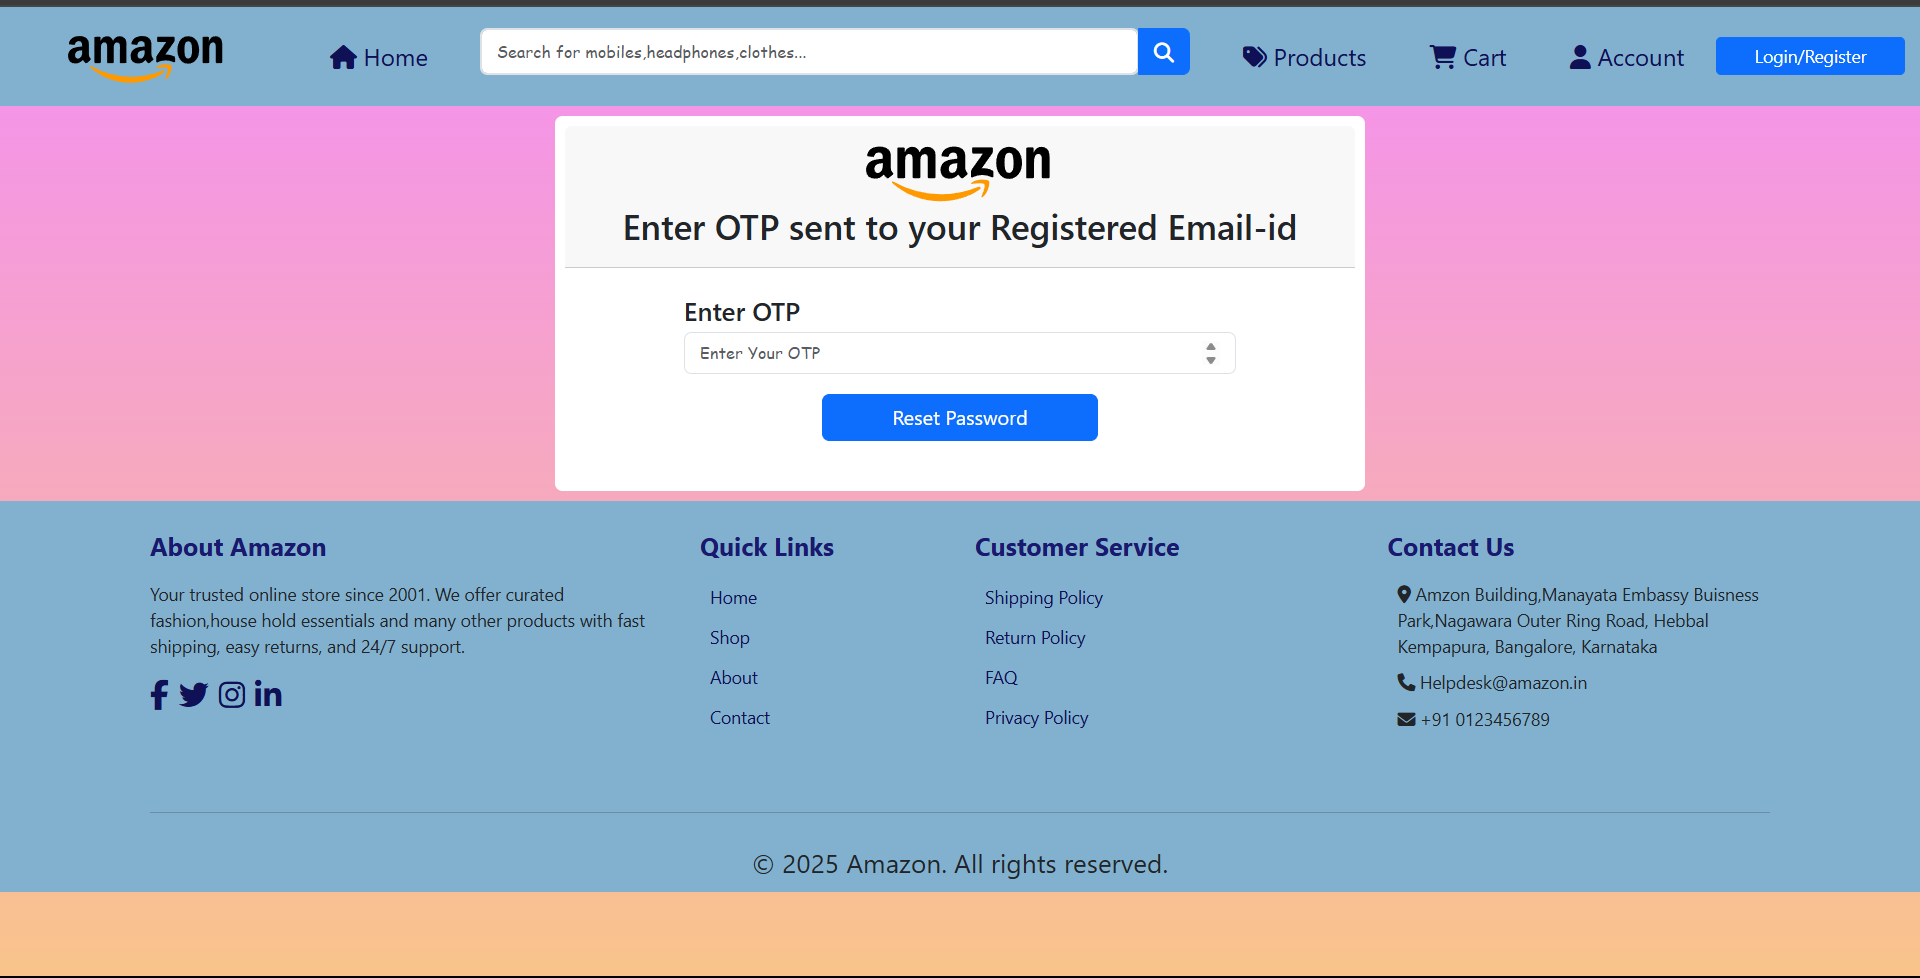 amazon
Home
Search for mobiles,headphones,clothes...
Products
Cart
Account
Login/Register
amazon
Enter OTP sent to your Registered Email-id
Enter OTP
Enter Your OTP
Reset Password
About Amazon
Your trusted online store since 2001. We offer curated
fashion,house hold essentials and many other products with fast
shipping, easy returns, and 24/7 support.
Quick Links
Home
Shop
About
Contact
Customer Service
Shipping Policy
Return Policy
FAQ
Privacy Policy
Contact Us
Amzon Building,Manayata Embassy Buisness
Park,Nagawara Outer Ring Road, Hebbal
Kempapura, Bangalore, Karnataka
Helpdesk@amazon.in
+91 0123456789
© 2025 Amazon. All rights reserved.